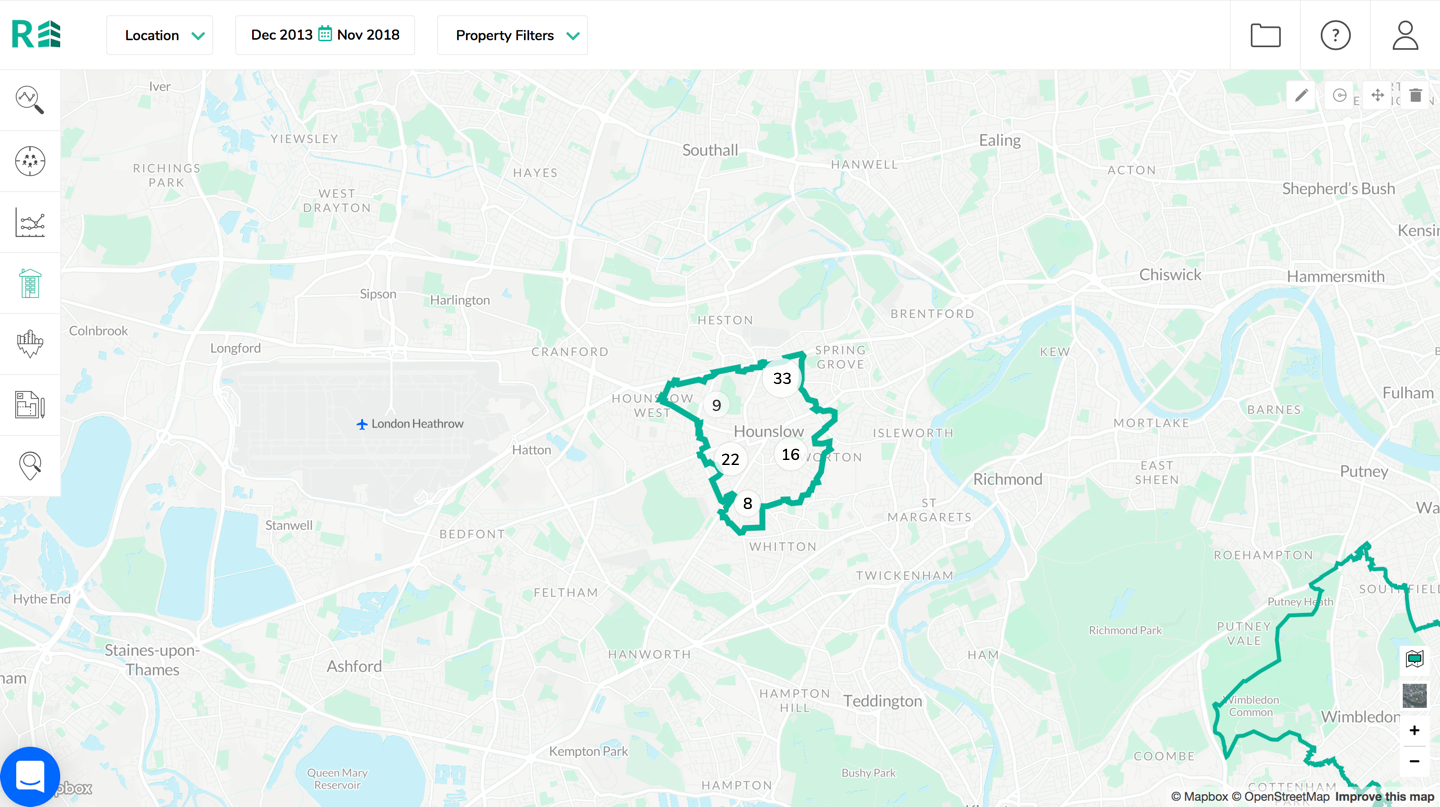 RE
Location
Dec 2013
Nov 2018
Property Filters
?
Iver
YIEWSLEY
RICHINGS
PARK
WEST
DRAYTON
HAYES
Southall
HANWELL
Ealing
ACTON
Shepherd's Bush
Kensin
Sipson
Harlington
Colnbrook
Longford
CRANFORD
HESTON
SPRING
GROVE
BRENTFORD
Chiswick
Hammersmith
KEW
Fulham
BARNES
MORTLAKE
33
HOUNSLOW
WEST
9
London Heathrow
Hounslow
ISLEWORTH
Hatton
22
16
WORTON
EAST
SHEEN
Putney
Richmond
Wa
8
ST
MARGARETS
Stanwell
BEDFONT
WHITTON
ROEHAMPTON
TWICKENHAM
FELTHAM
Hythe End
Putney Heath
SOUTHFIELD
PUTNEY
VALE
Richmond Park
Staines-upon-
Thames
ham
Ashford
HANWORTH
HAM
HAMPTON
HILL
Teddington
Wimbledon
Common
Wimbledon
+
Kempton Park
COOMBE
−
Queen Mary
Reservoir
Bushy Park
HAMPTON
COTTENHAM
pbox
© Mapbox © OpenStreetMap Improve this map